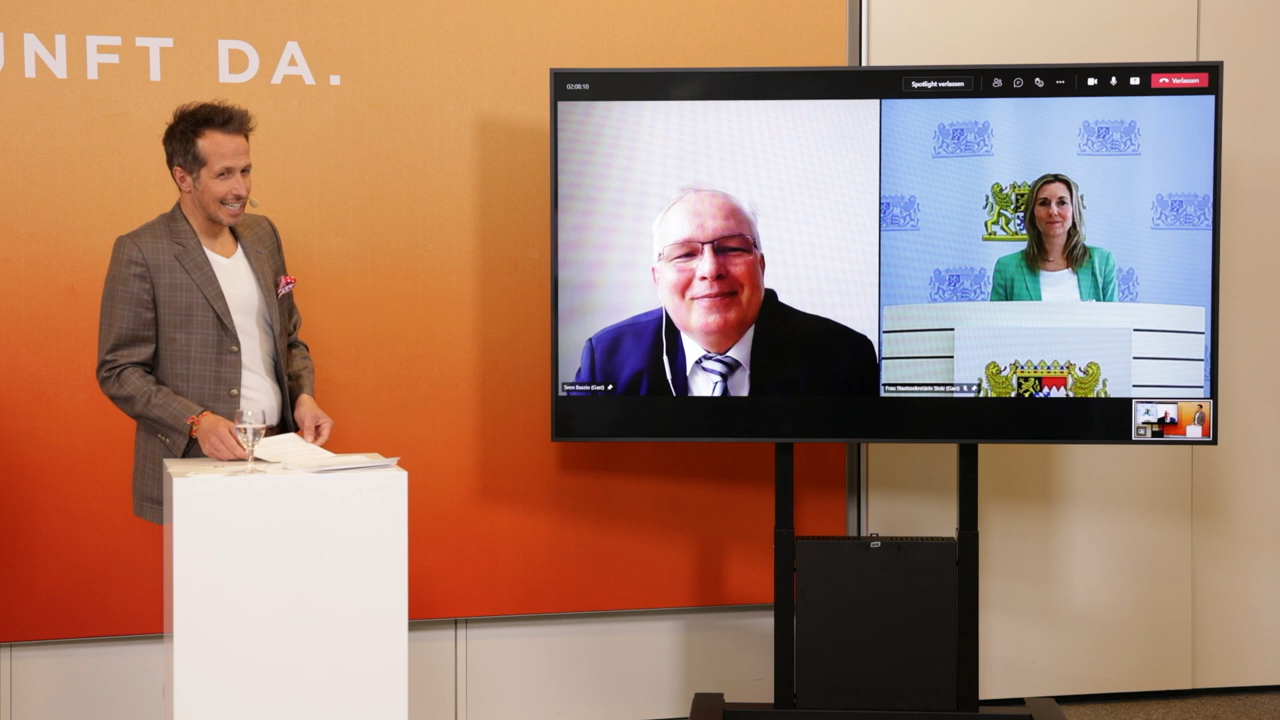 UNFT DA.
02:08:10
Spotlight verlassen
Verlassen
Sven Baszio (Gast)
Frau Staatssekretärin Stolz (Gast)